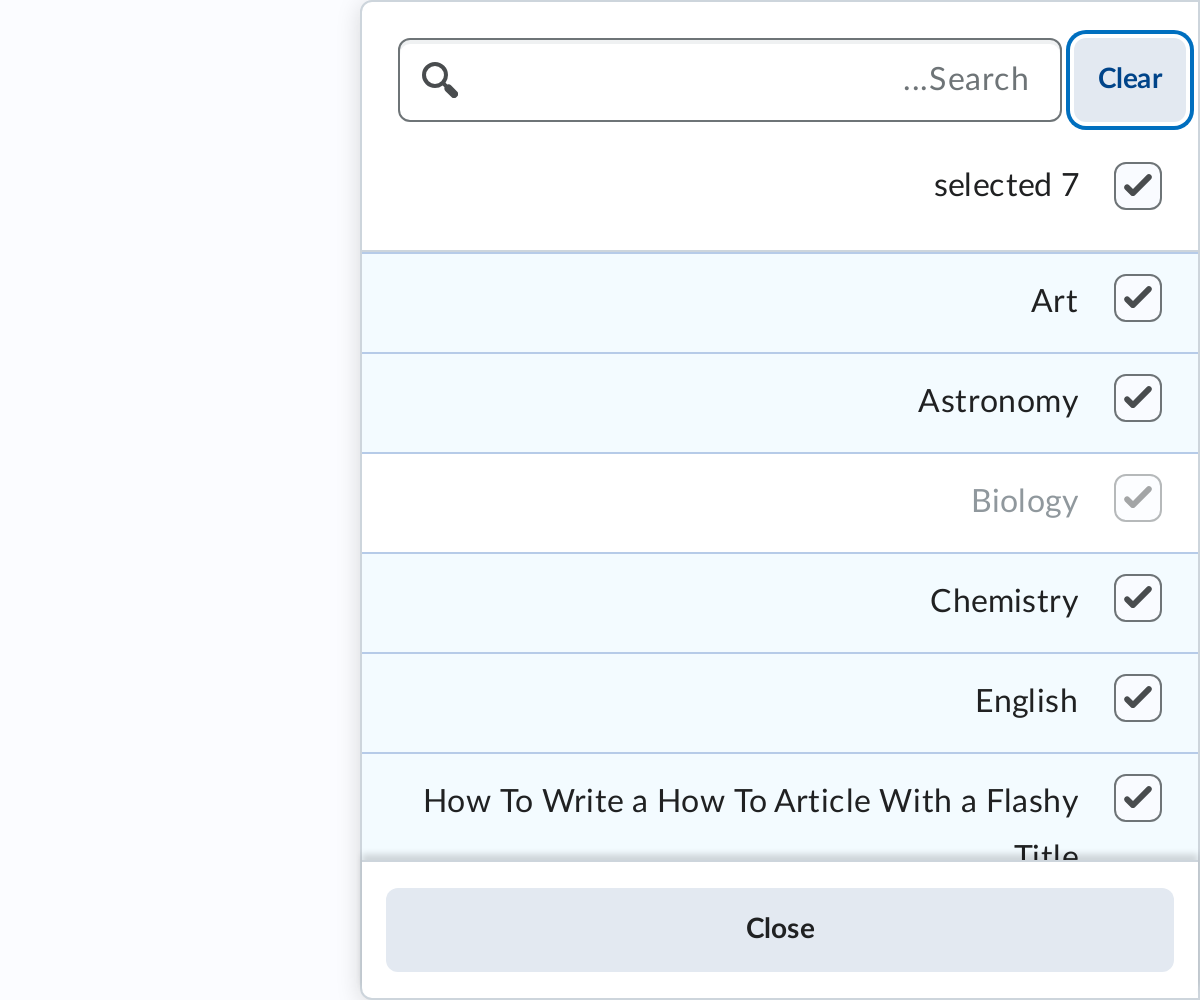 ...Search
Clear
selected 7
Art
Astronomy
Biology
Chemistry
English
How To Write a How To Article With a Flashy
Title
Close